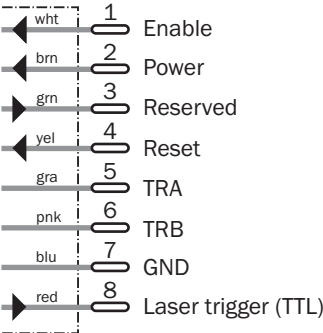 wht 1 Enable
brn 2 Power
grn 3 Reserved
yel 4 Reset
gra 5 TRA
pnk 6 TRB
blu 7 GND
red 8 Laser trigger (TTL)